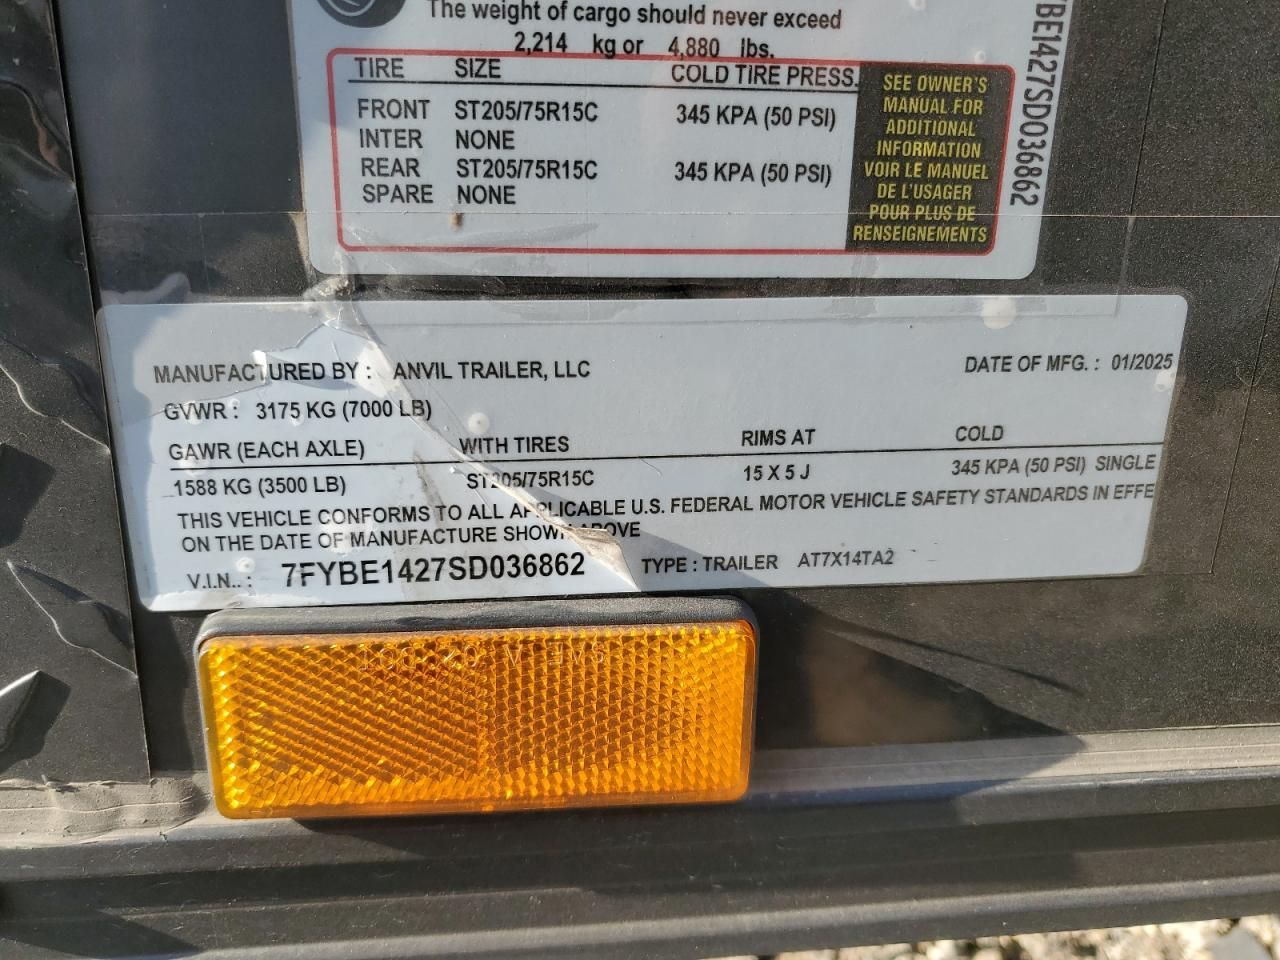 The weight of cargo should never exceed
2,214 kg or 4,880 lbs.
TIRE SIZE COLD TIRE PRESS.
FRONT ST205/75R15C 345 KPA (50 PSI)
INTER NONE
REAR ST205/75R15C 345 KPA (50 PSI)
SPARE NONE
SEE OWNER'S
MANUAL FOR
ADDITIONAL
INFORMATION
VOIR LE MANUEL
DE L'USAGER
POUR PLUS DE
RENSEIGNEMENTS
BE1427SD036862
MANUFACTURED BY : ANVIL TRAILER, LLC DATE OF MFG. : 01/2025
GVWR : 3175 KG (7000 LB)
GAWR (EACH AXLE) WITH TIRES RIMS AT COLD
1588 KG (3500 LB) ST205/75R15C 15 X 5 J 345 KPA (50 PSI) SINGLE
THIS VEHICLE CONFORMS TO ALL APPLICABLE U.S. FEDERAL MOTOR VEHICLE SAFETY STANDARDS IN EFFE
ON THE DATE OF MANUFACTURE SHOWN ABOVE
V.I.N.. : 7FYBE1427SD036862 TYPE : TRAILER AT7X14TA2